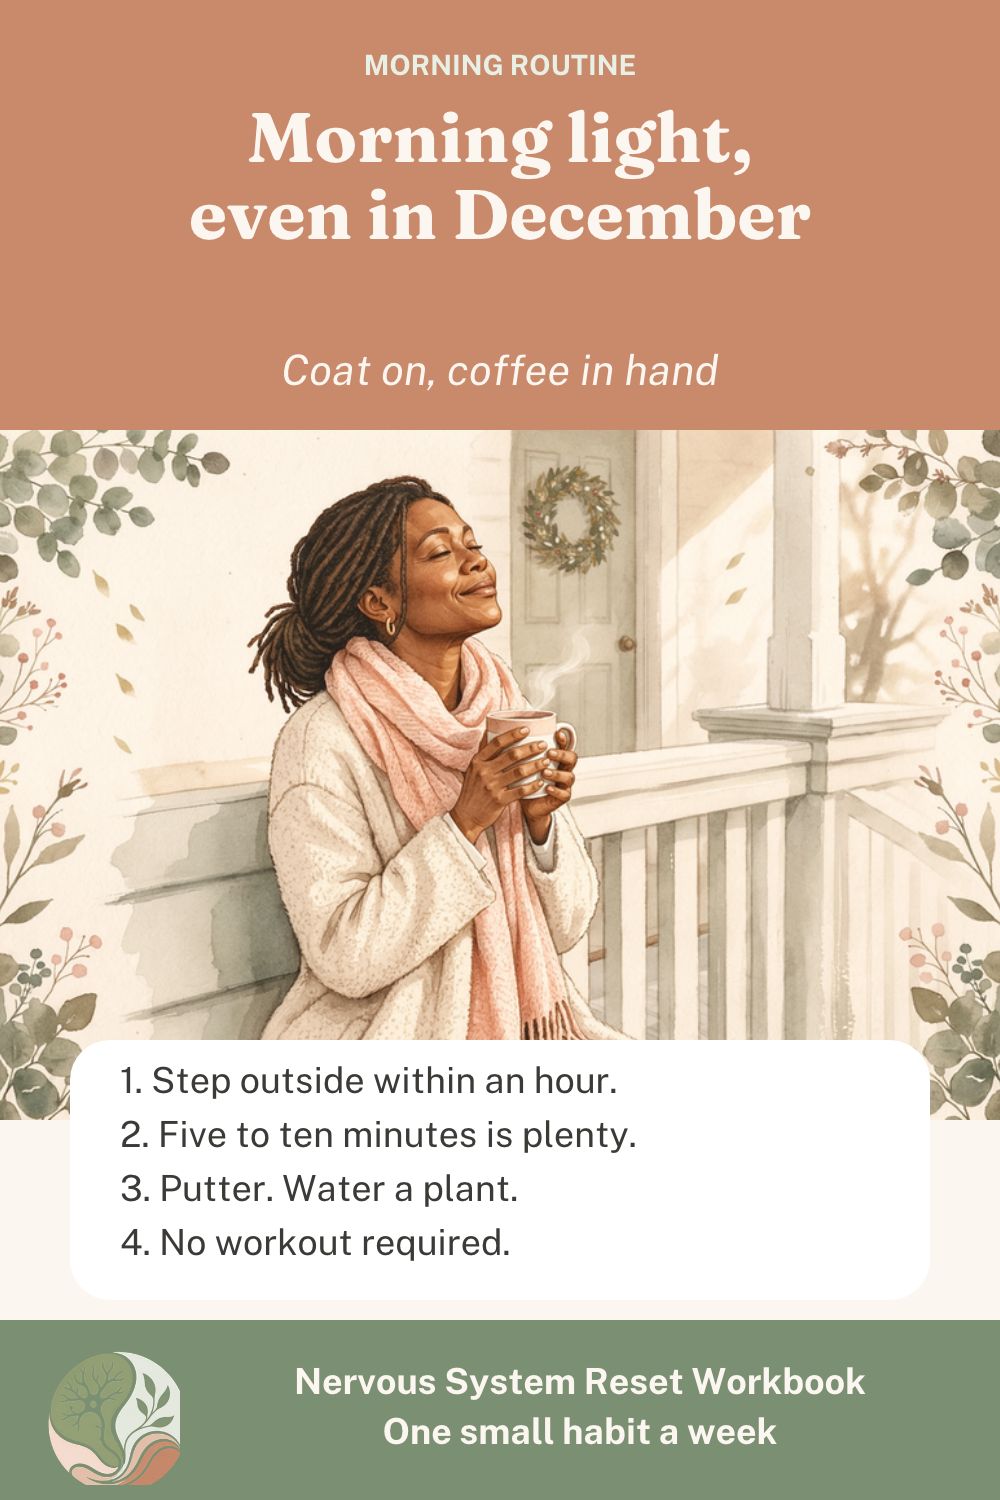 MORNING ROUTINE
Morning light,
even in December
Coat on, coffee in hand
1. Step outside within an hour.
2. Five to ten minutes is plenty.
3. Putter. Water a plant.
4. No workout required.
Nervous System Reset Workbook
One small habit a week